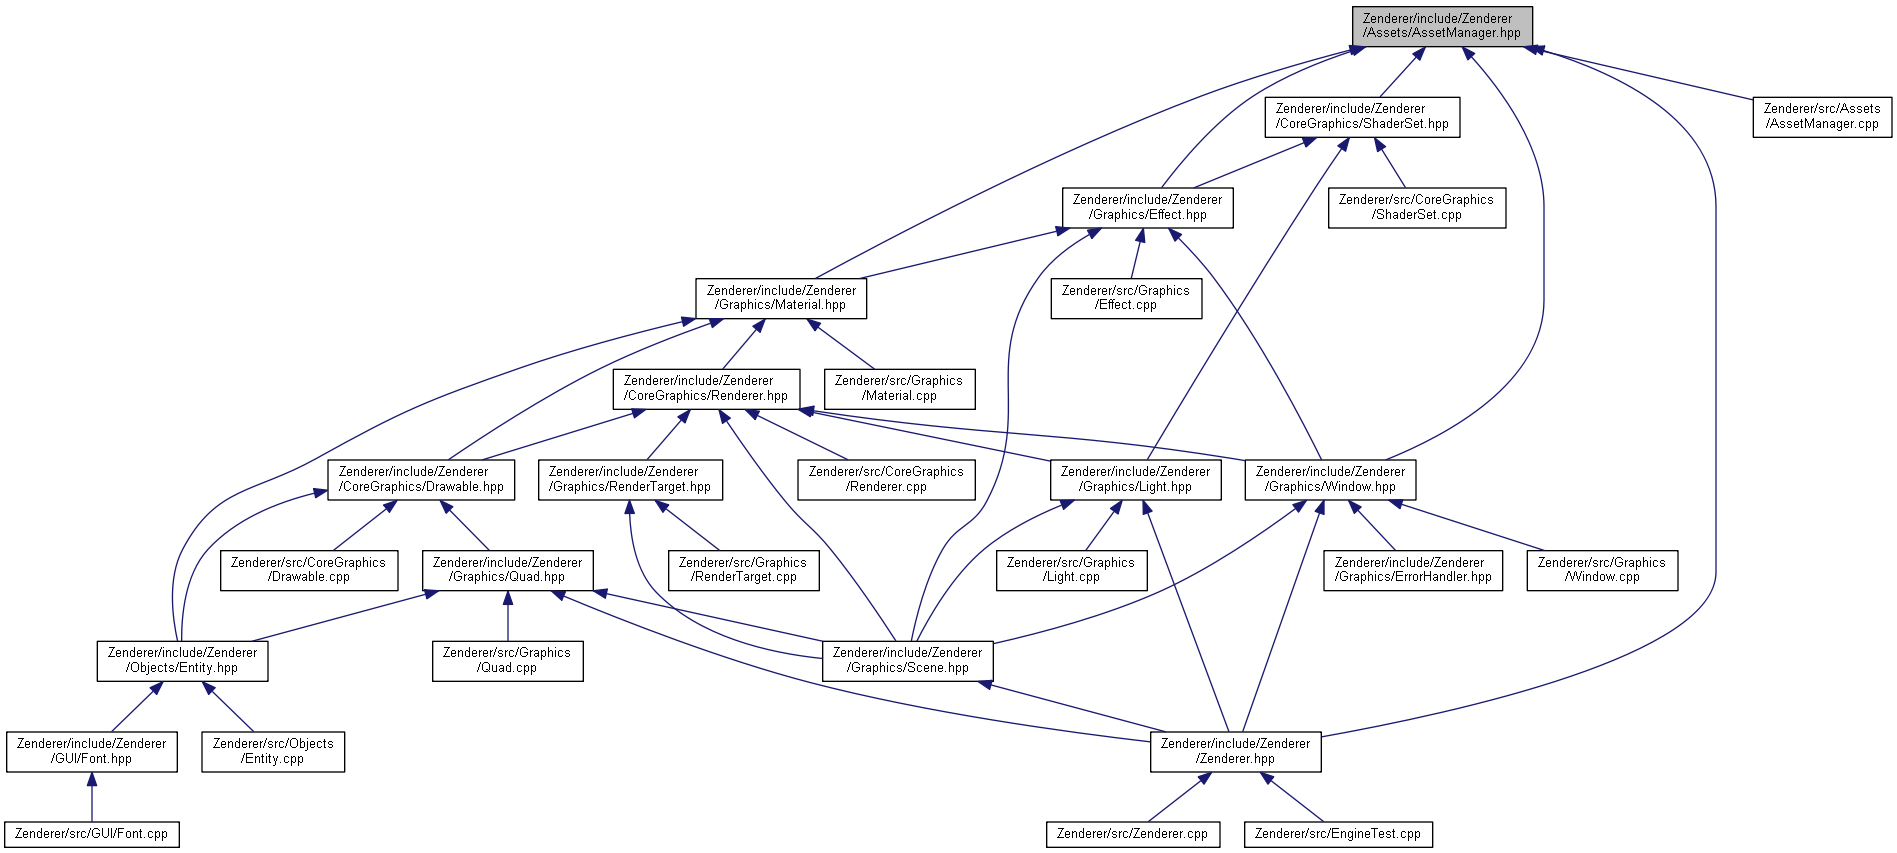 Zenderer/include/Zenderer
/Assets/AssetManager.hpp
Zenderer/include/Zenderer
/CoreGraphics/ShaderSet.hpp
Zenderer/src/Assets
/AssetManager.cpp
Zenderer/include/Zenderer
/Graphics/Effect.hpp
Zenderer/src/CoreGraphics
/ShaderSet.cpp
Zenderer/include/Zenderer
/Graphics/Material.hpp
Zenderer/src/Graphics
/Effect.cpp
Zenderer/include/Zenderer
/CoreGraphics/Renderer.hpp
Zenderer/src/Graphics
/Material.cpp
Zenderer/include/Zenderer
/CoreGraphics/Drawable.hpp
Zenderer/include/Zenderer
/Graphics/RenderTarget.hpp
Zenderer/src/CoreGraphics
/Renderer.cpp
Zenderer/include/Zenderer
/Graphics/Light.hpp
Zenderer/include/Zenderer
/Graphics/Window.hpp
Zenderer/src/CoreGraphics
/Drawable.cpp
Zenderer/include/Zenderer
/Graphics/Quad.hpp
Zenderer/src/Graphics
/RenderTarget.cpp
Zenderer/src/Graphics
/Light.cpp
Zenderer/include/Zenderer
/Graphics/ErrorHandler.hpp
Zenderer/src/Graphics
/Window.cpp
Zenderer/include/Zenderer
/Objects/Entity.hpp
Zenderer/src/Graphics
/Quad.cpp
Zenderer/include/Zenderer
/Graphics/Scene.hpp
Zenderer/include/Zenderer
/GUI/Font.hpp
Zenderer/src/Objects
/Entity.cpp
Zenderer/include/Zenderer
/Zenderer.hpp
Zenderer/src/GUI/Font.cpp
Zenderer/src/Zenderer.cpp
Zenderer/src/EngineTest.cpp